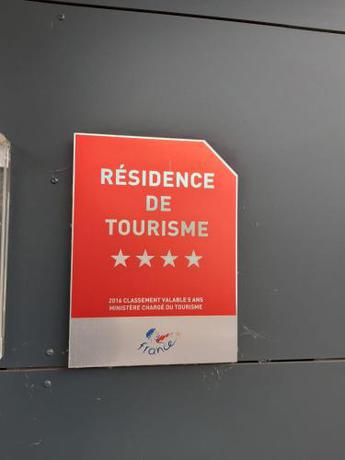 RÉSIDENCE
DE
TOURISME
2016 CLASSEMENT VALABLE 5 ANS
MINISTÈRE CHARGÉ DU TOURISME
france